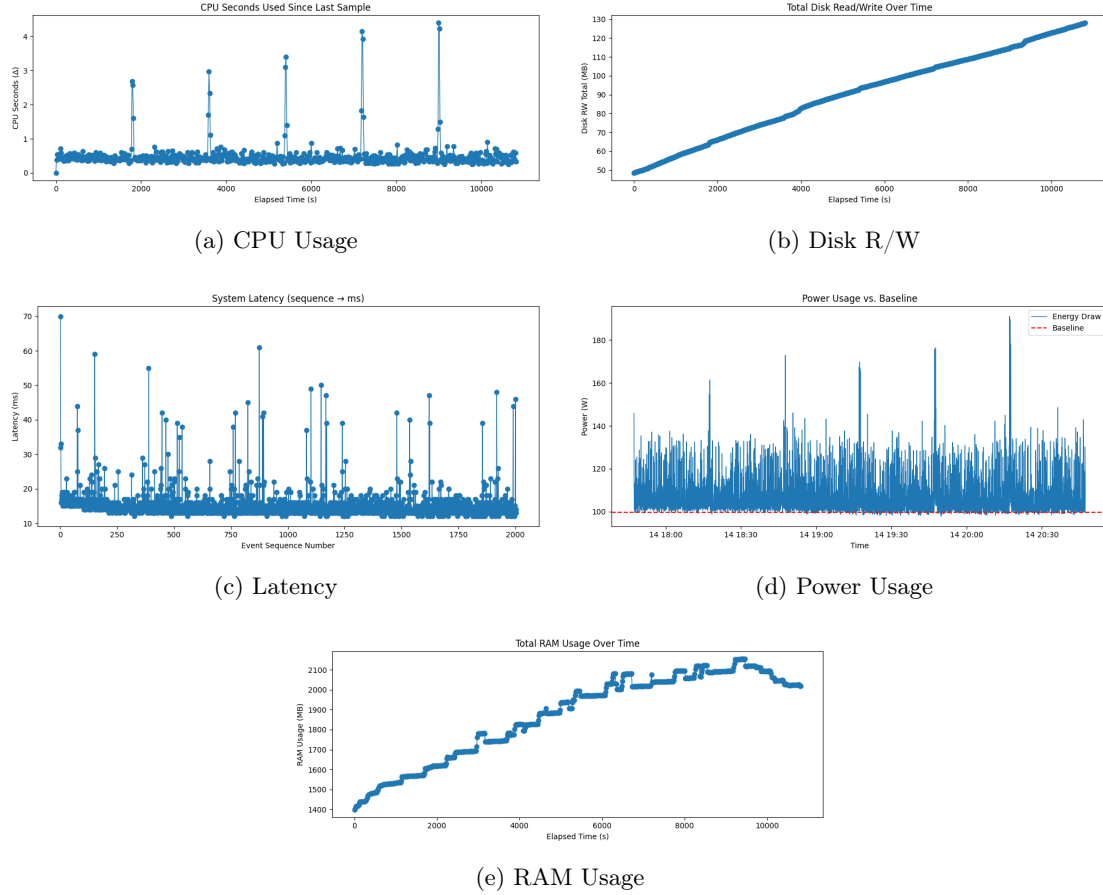 CPU Seconds Used Since Last Sample
CPU Seconds (Δ)
4
3
2
1
0
0 2000 4000 6000 8000 10000
Elapsed Time (s)
(a) CPU Usage
Total Disk Read/Write Over Time
Disk RW Total (MB)
130
120
110
100
90
80
70
60
50
0 2000 4000 6000 8000 10000
Elapsed Time (s)
(b) Disk R/W
System Latency (sequence → ms)
Latency (ms)
70
60
50
40
30
20
10
0 250 500 750 1000 1250 1500 1750 2000
Event Sequence Number
(c) Latency
Power Usage vs. Baseline
Energy Draw
Baseline
Power (W)
180
160
140
120
100
14 18:00 14 18:30 14 19:00 14 19:30 14 20:00 14 20:30
Time
(d) Power Usage
Total RAM Usage Over Time
RAM Usage (MB)
2100
2000
1900
1800
1700
1600
1500
1400
0 2000 4000 6000 8000 10000
Elapsed Time (s)
(e) RAM Usage